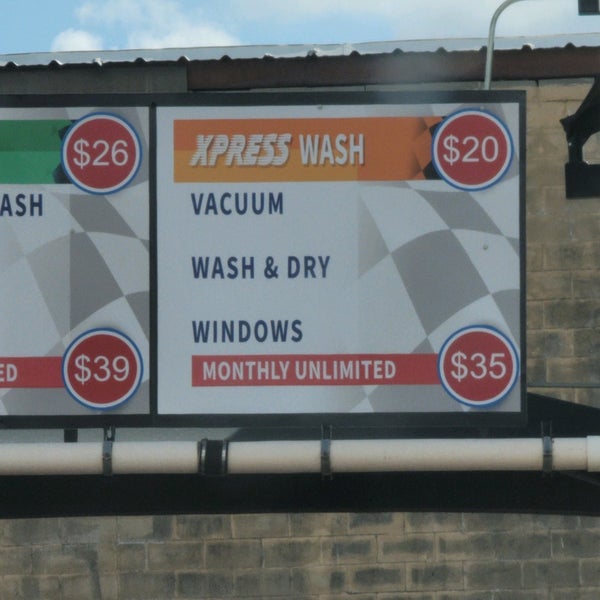 $26
ASH
ED $39
XPRESS WASH $20
VACUUM
WASH & DRY
WINDOWS
MONTHLY UNLIMITED $35